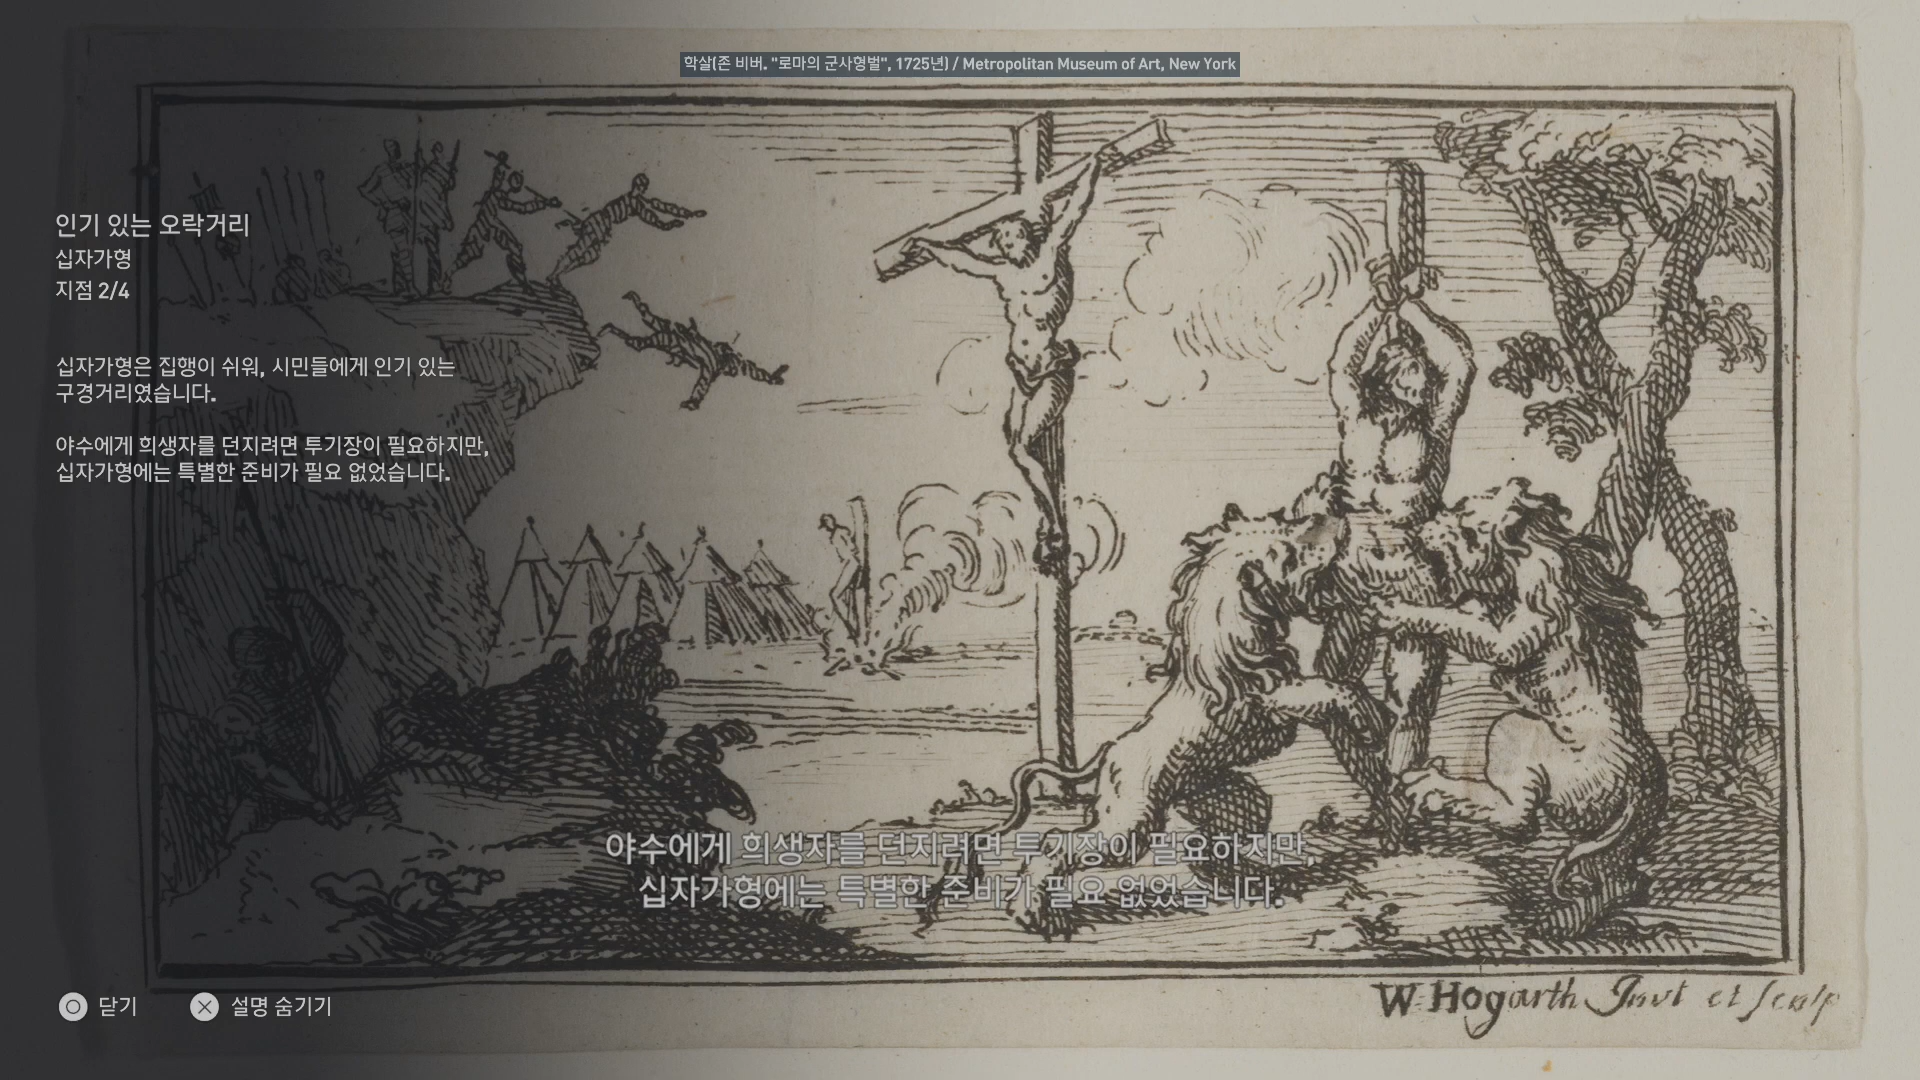 학살(존 비버. "로마의 군사형벌", 1725년) / Metropolitan Museum of Art, New York
인기 있는 오락거리
십자가형
지점 2/4
십자가형은 집행이 쉬워, 시민들에게 인기 있는
구경거리였습니다.
야수에게 희생자를 던지려면 투기장이 필요하지만,
십자가형에는 특별한 준비가 필요 없었습니다.
야수에게 희생자를 던지려면 투기장이 필요하지만,
십자가형에는 특별한 준비가 필요 없었습니다.
닫기
설명 숨기기
W Hogarth Invt et Sculp